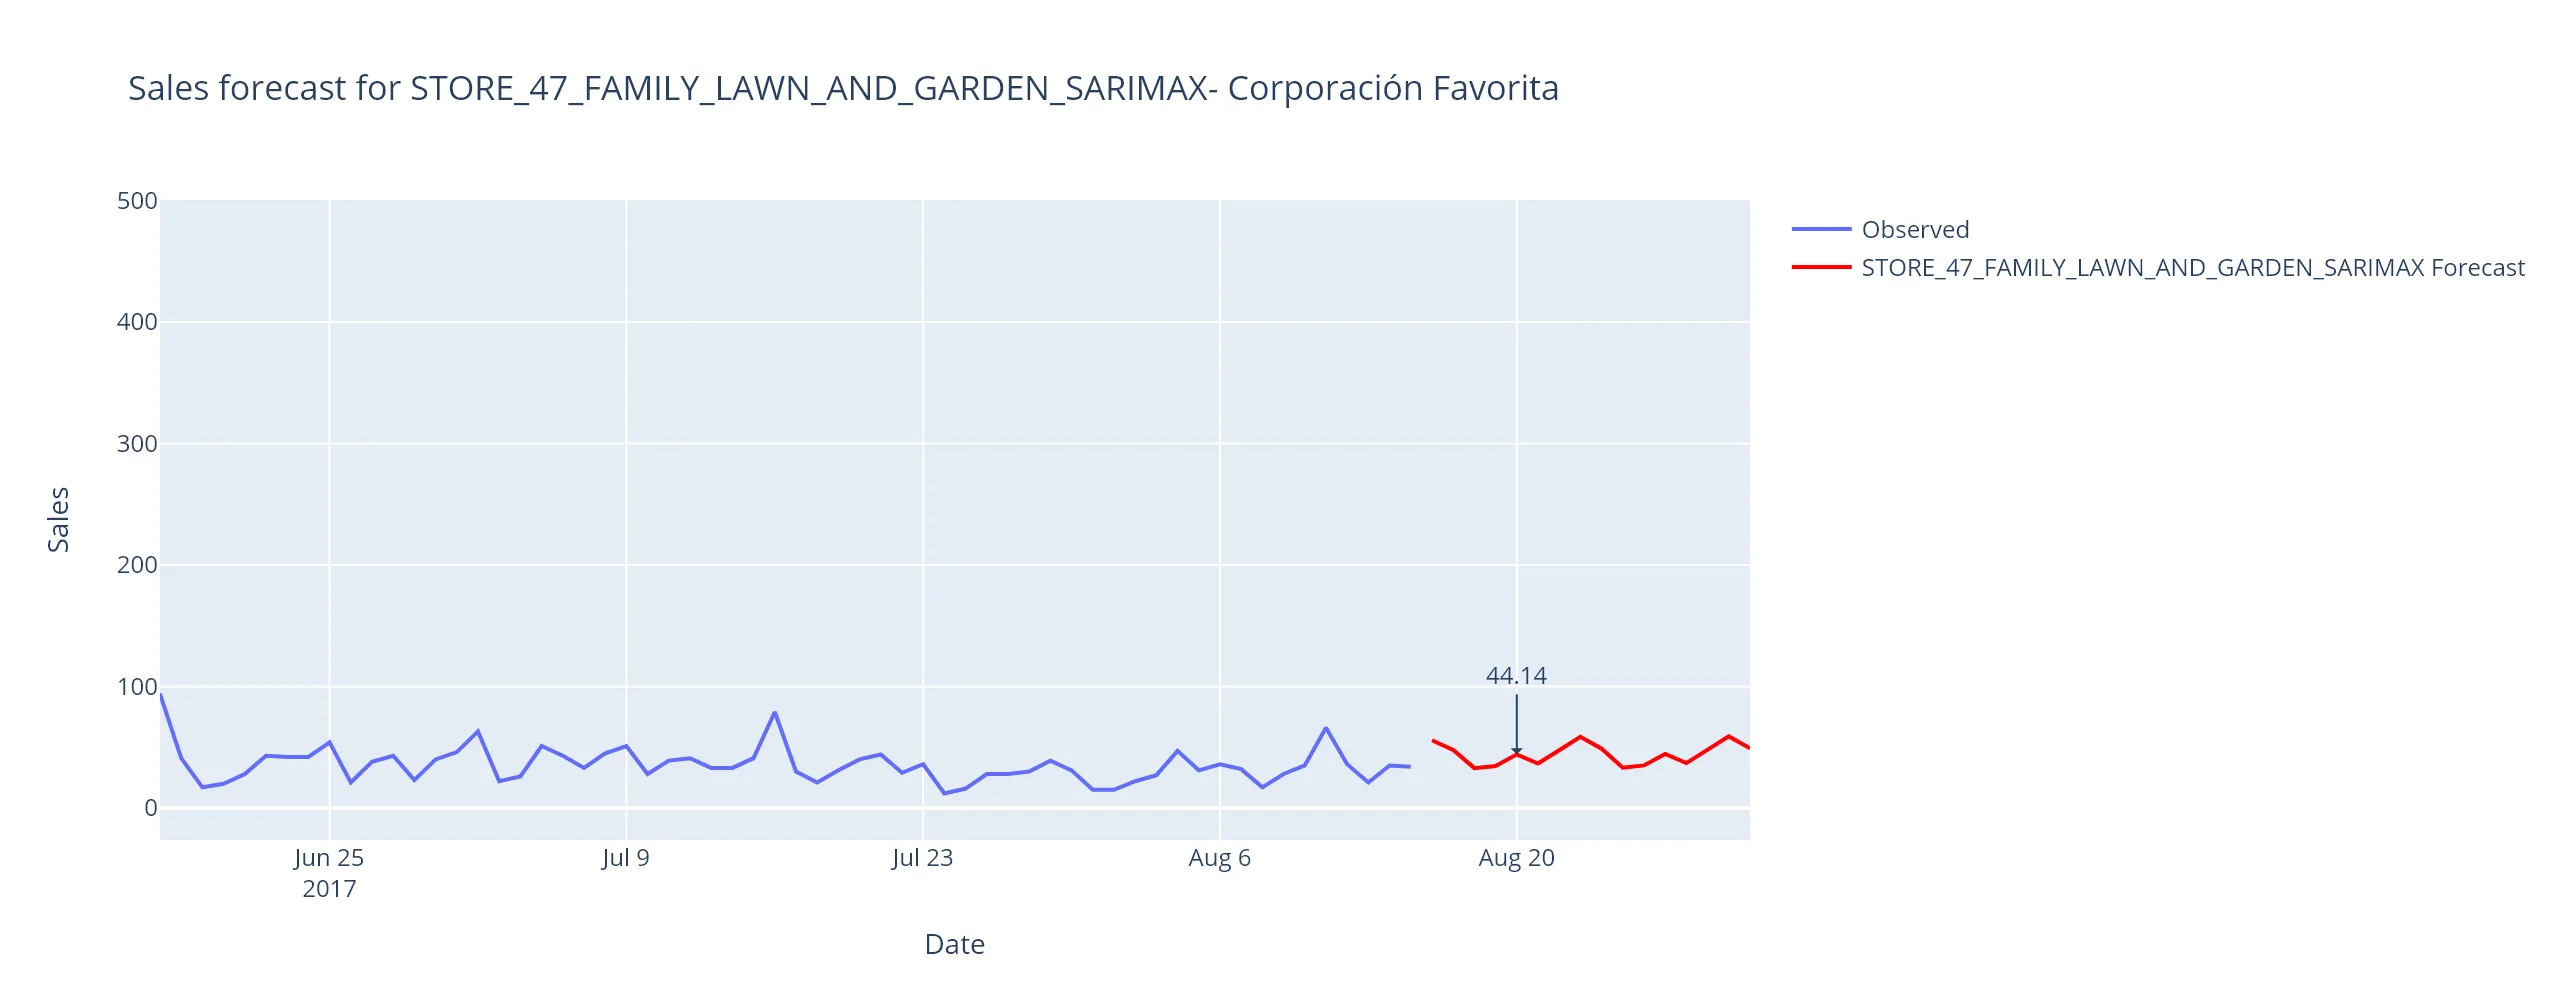 Sales forecast for STORE_47_FAMILY_LAWN_AND_GARDEN_SARIMAX- Corporación Favorita
500
400
300
200
100
0
Sales
44.14
Jun 25
2017
Jul 9
Jul 23
Aug 6
Aug 20
Date
Observed
STORE_47_FAMILY_LAWN_AND_GARDEN_SARIMAX Forecast